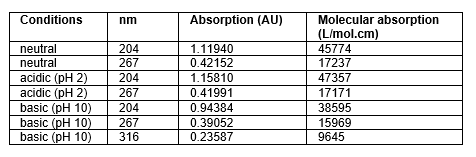 Conditions nm Absorption (AU) Molecular absorption
(L/mol.cm)
neutral 204 1.11940 45774
neutral 267 0.42152 17237
acidic (pH 2) 204 1.15810 47357
acidic (pH 2) 267 0.41991 17171
basic (pH 10) 204 0.94384 38595
basic (pH 10) 267 0.39052 15969
basic (pH 10) 316 0.23587 9645